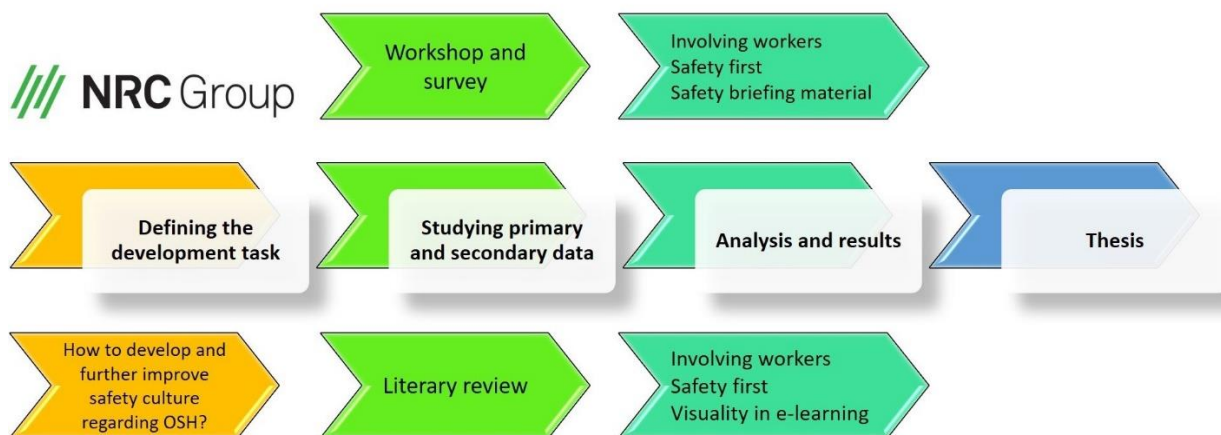 NRC Group
Workshop and
survey
Involving workers
Safety first
Safety briefing material
Defining the
development task
Studying primary
and secondary data
Analysis and results
Thesis
How to develop and
further improve
safety culture
regarding OSH?
Literary review
Involving workers
Safety first
Visuality in e-learning